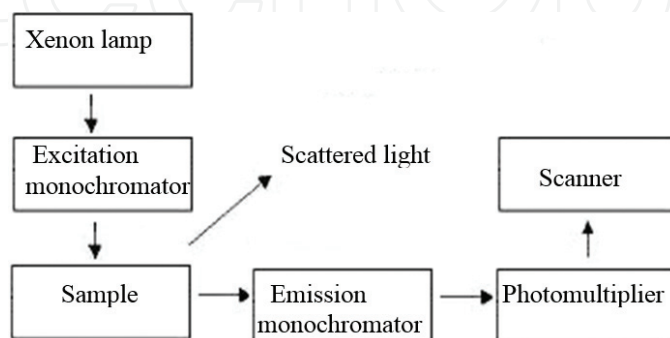 Xenon lamp
Excitation
monochromator
Scattered light
Scanner
Sample
Emission
monochromator
Photomultiplier